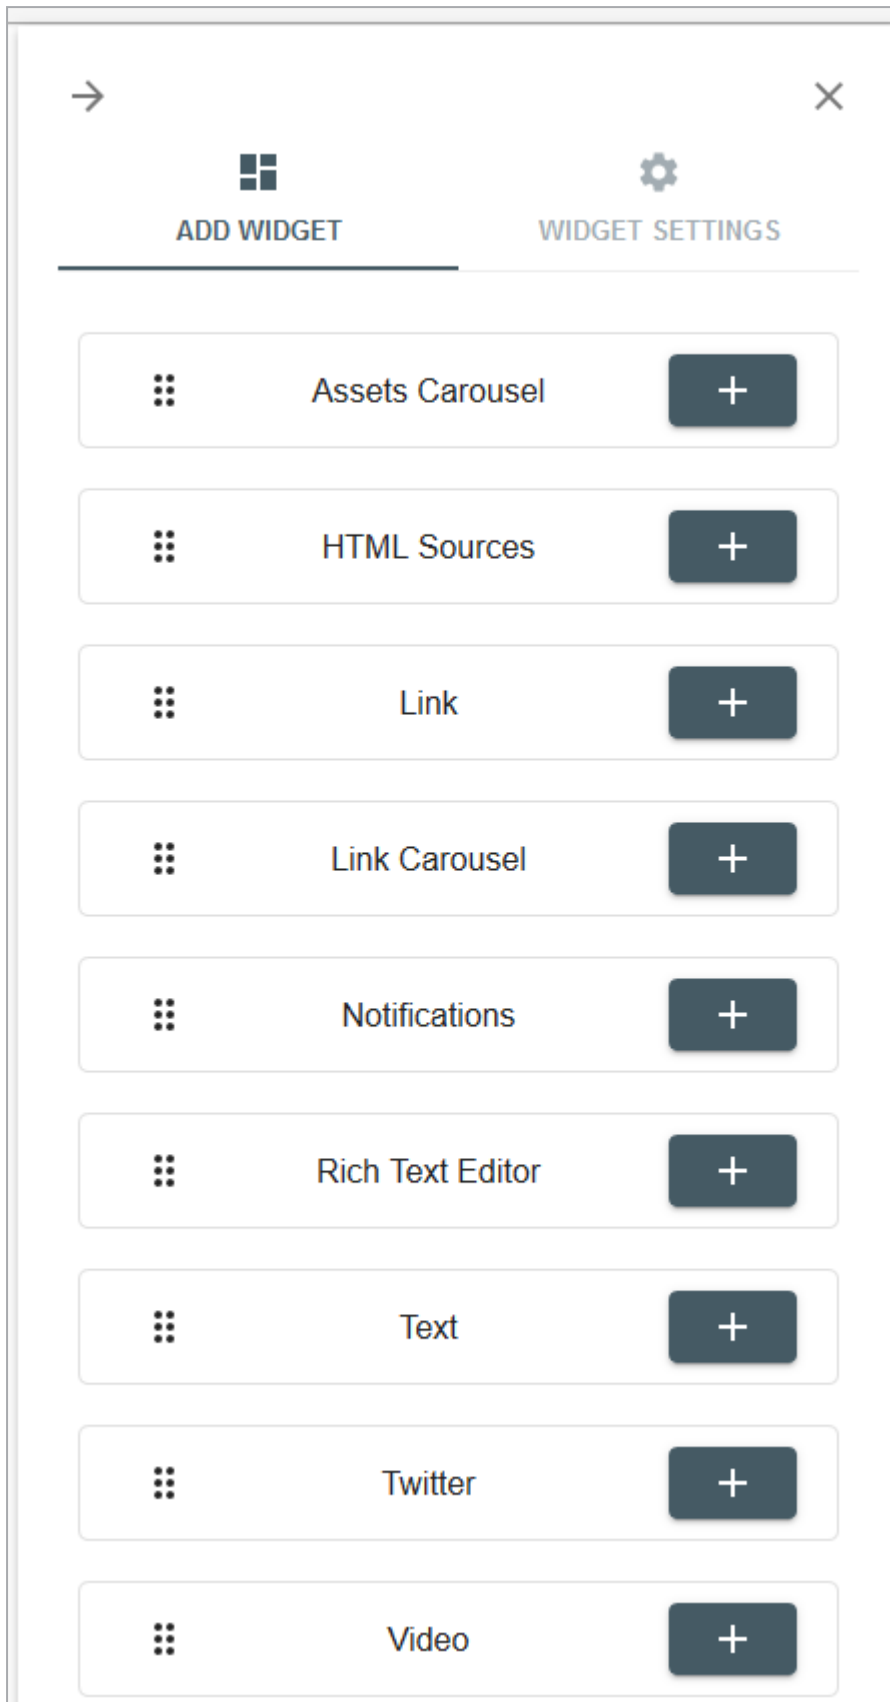 ADD WIDGET
WIDGET SETTINGS
Assets Carousel
HTML Sources
Link
Link Carousel
Notifications
Rich Text Editor
Text
Twitter
Video